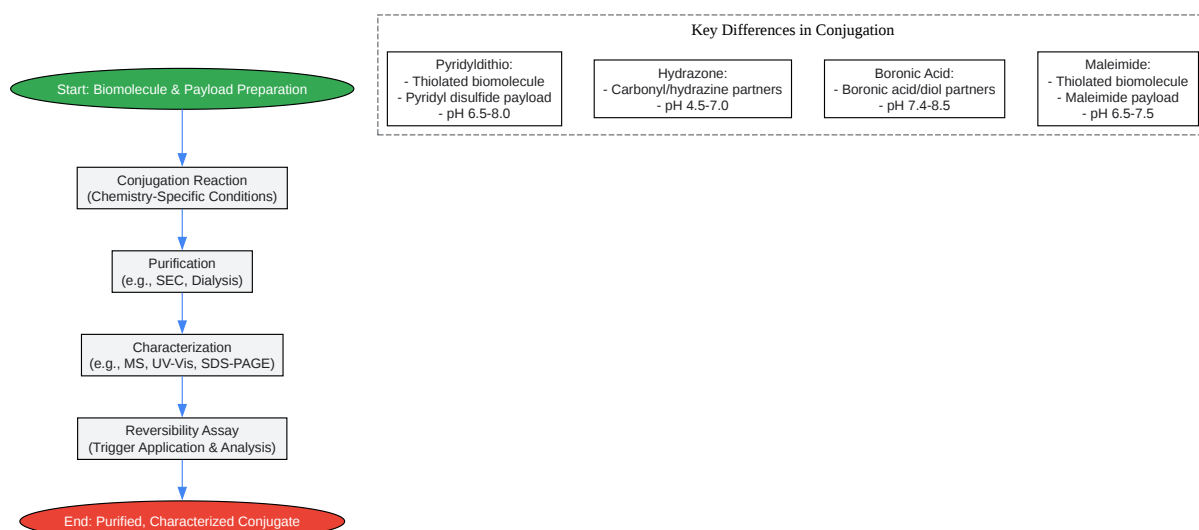 Start: Biomolecule & Payload Preparation
Conjugation Reaction
(Chemistry-Specific Conditions)
Purification
(e.g., SEC, Dialysis)
Characterization
(e.g., MS, UV-Vis, SDS-PAGE)
Reversibility Assay
(Trigger Application & Analysis)
End: Purified, Characterized Conjugate
Key Differences in Conjugation
Pyridyldithio:
- Thiolated biomolecule
- Pyridyl disulfide payload
- pH 6.5-8.0
Hydrazone:
- Carbonyl/hydrazine partners
- pH 4.5-7.0
Boronic Acid:
- Boronic acid/diol partners
- pH 7.4-8.5
Maleimide:
- Thiolated biomolecule
- Maleimide payload
- pH 6.5-7.5